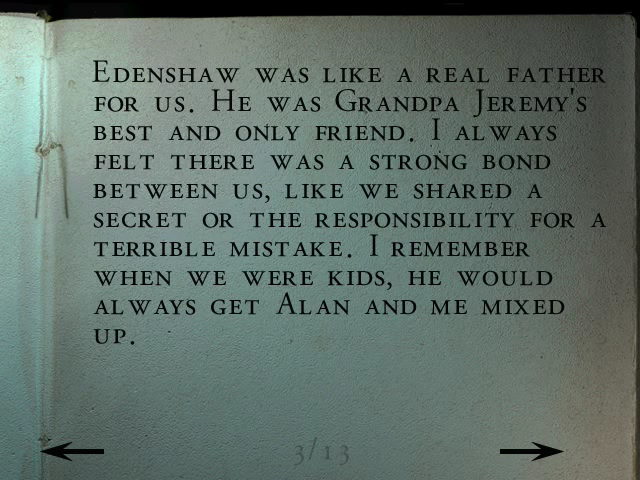 Edenshaw was like a real father
for us. He was Grandpa Jeremy's
best and only friend. I always
felt there was a strong bond
between us, like we shared a
secret or the responsibility for a
terrible mistake. I remember
when we were kids, he would
always get Alan and me mixed
up.
3/13